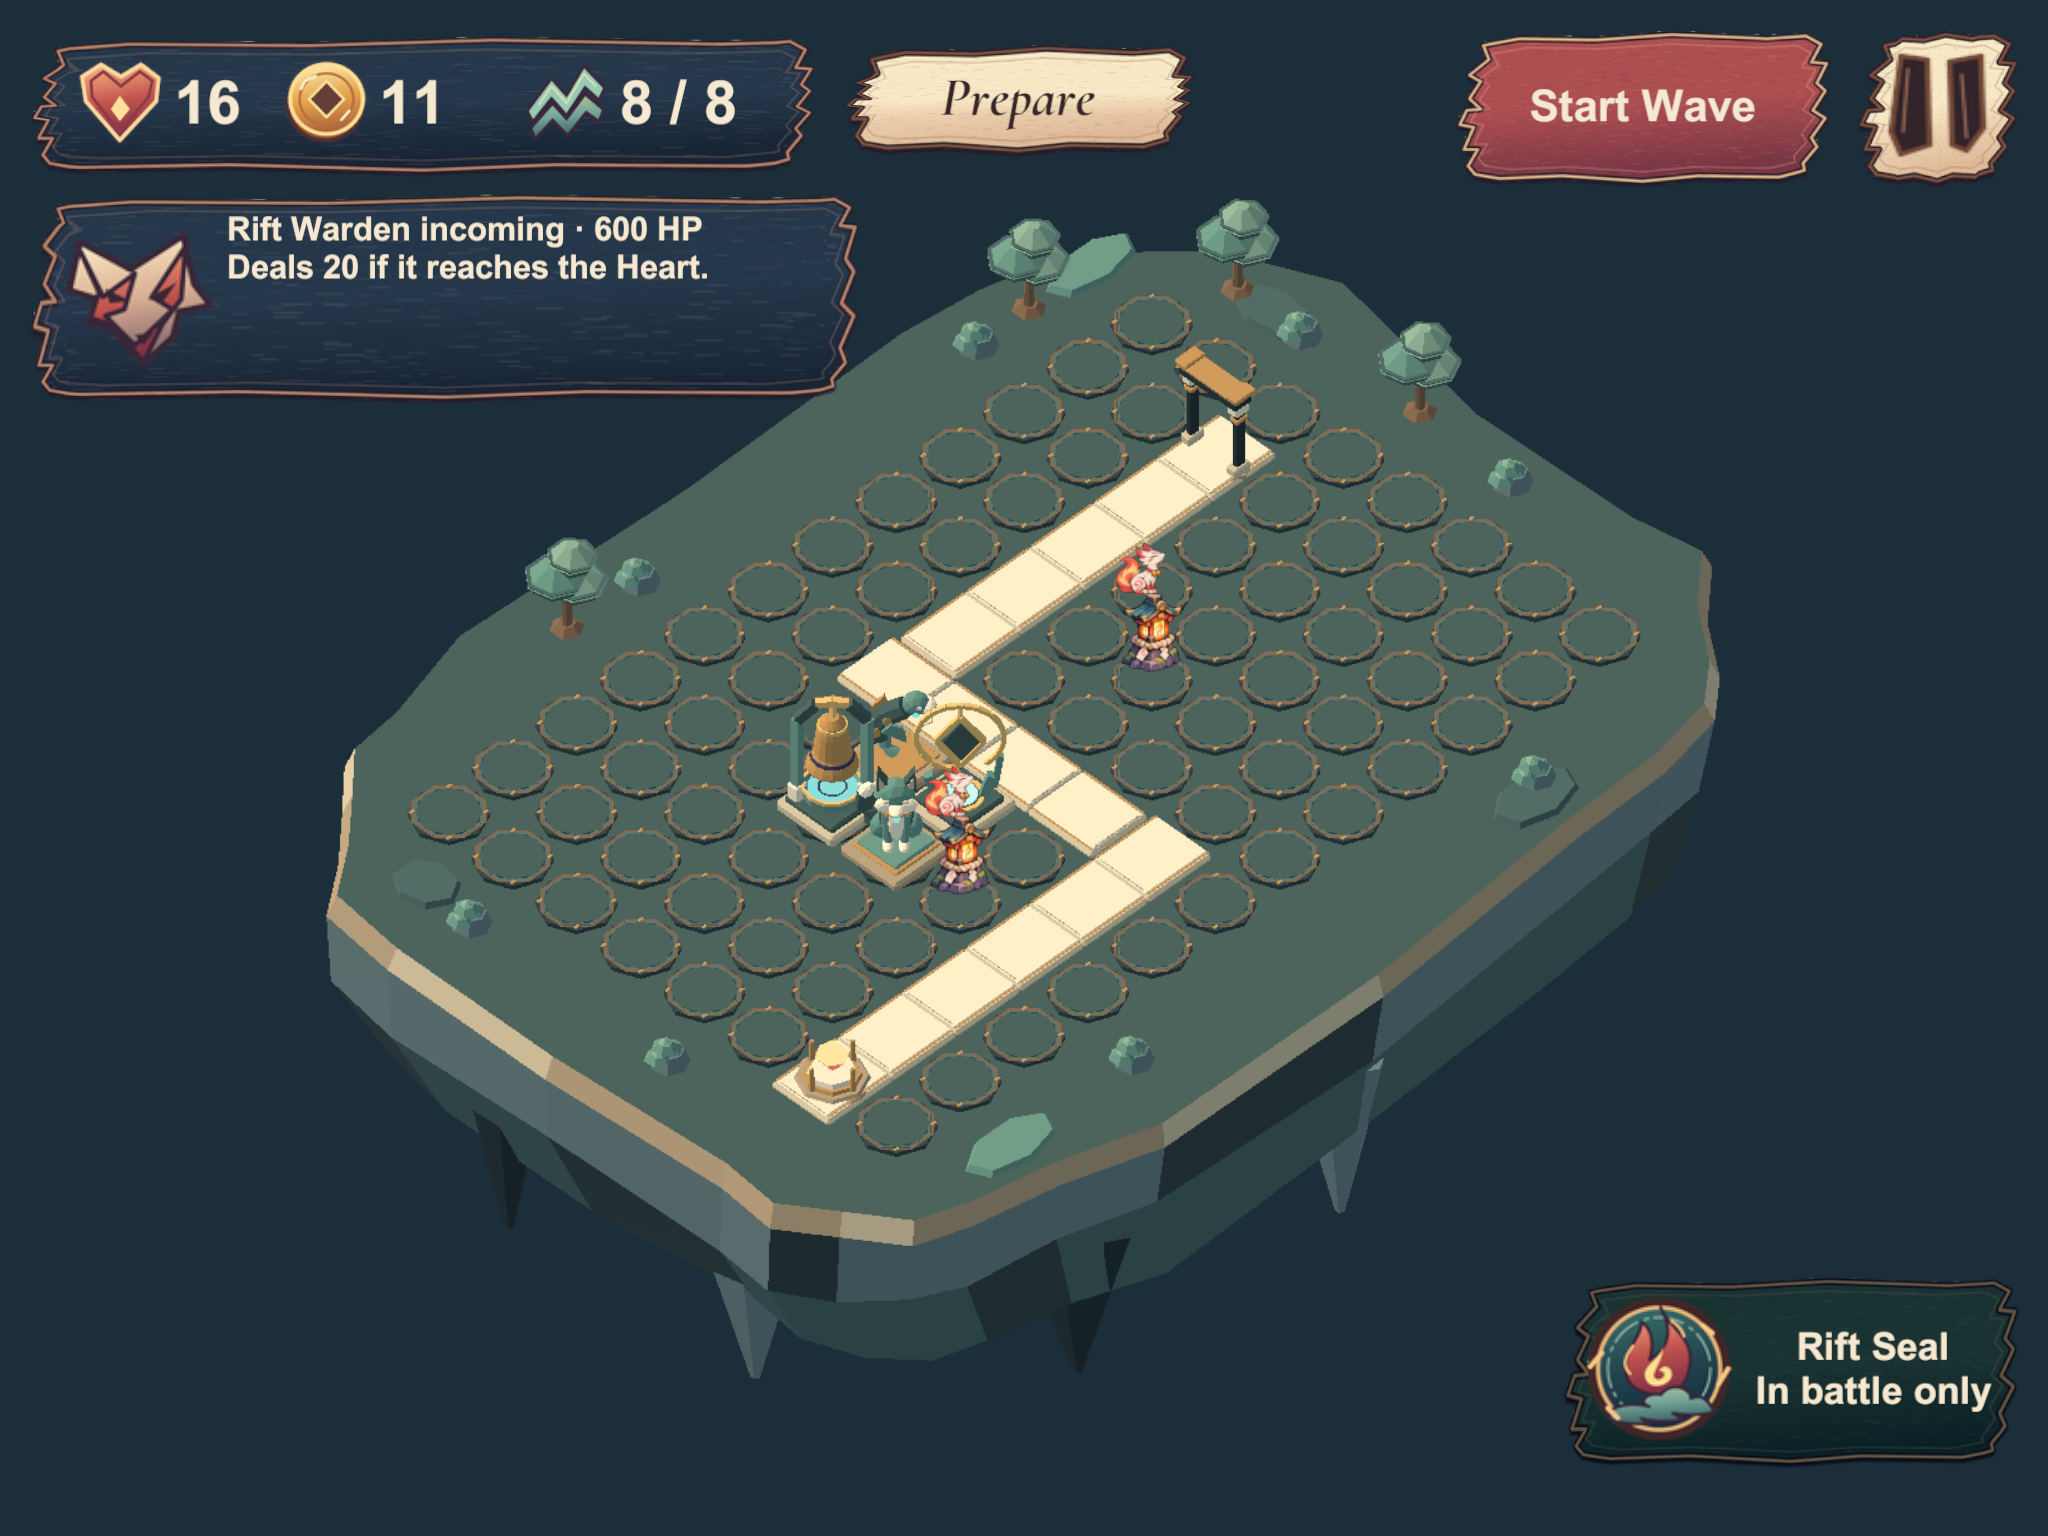 16
11
8 / 8
Prepare
Start Wave
Rift Warden incoming · 600 HP
Deals 20 if it reaches the Heart.
Rift Seal
In battle only